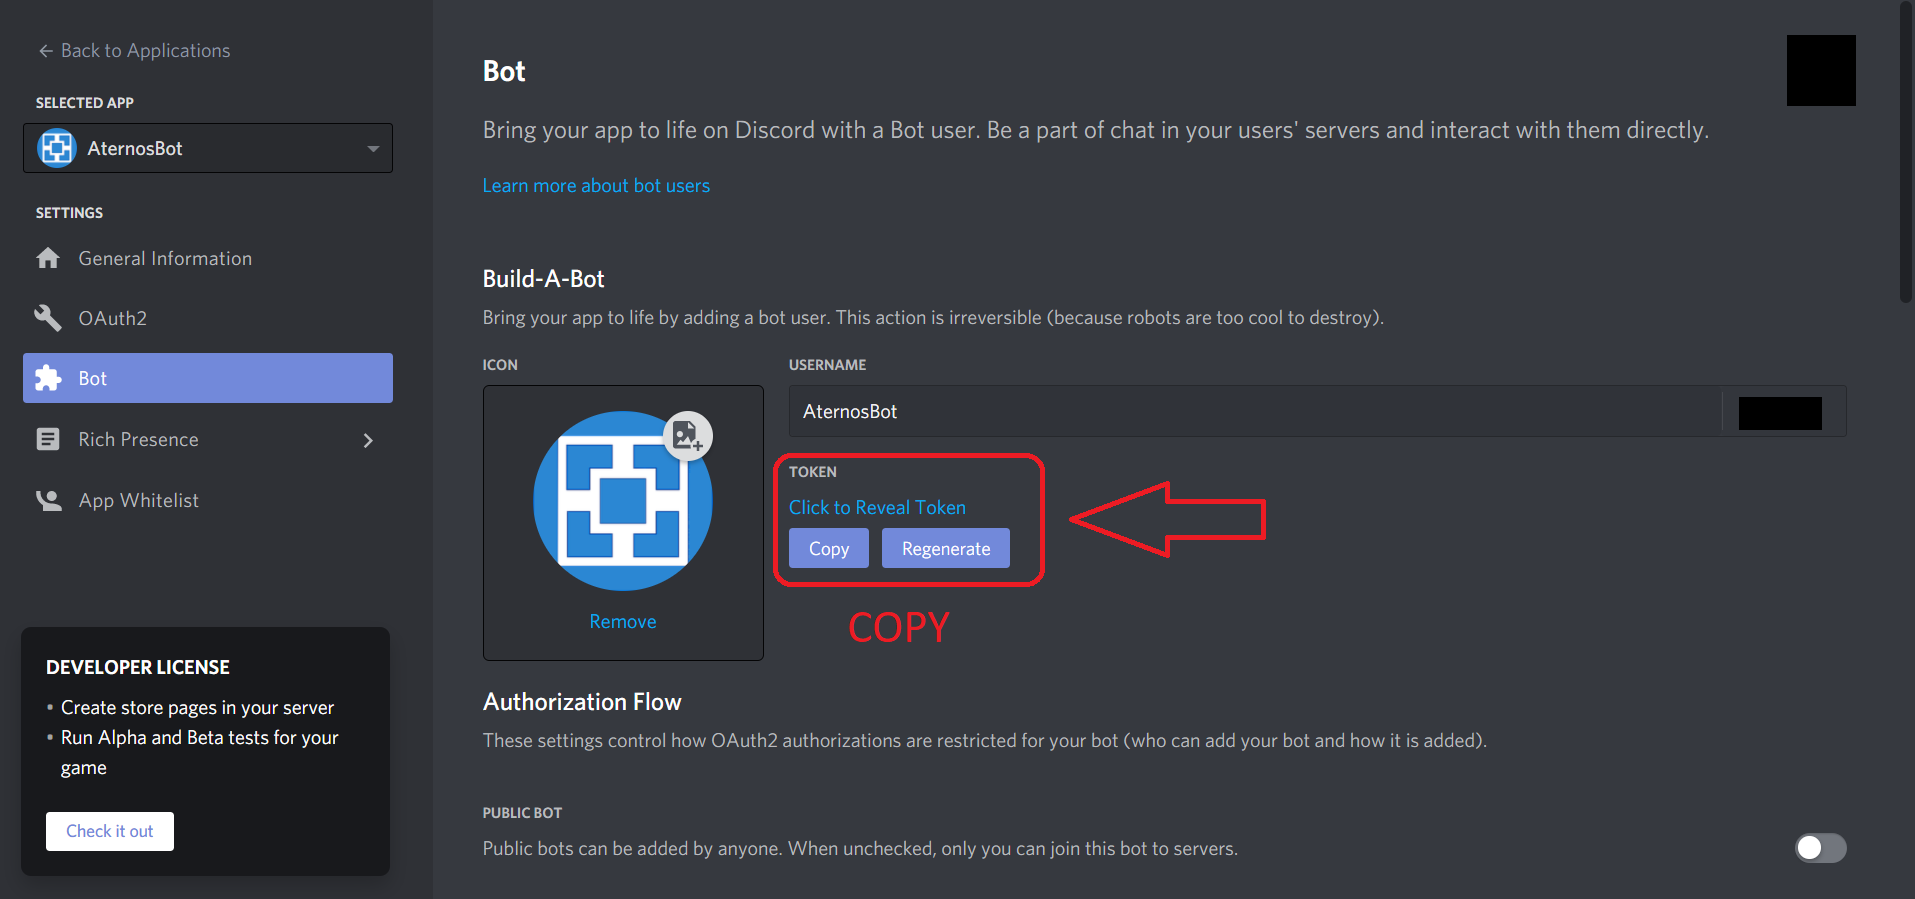 Back to Applications
SELECTED APP
AternosBot
SETTINGS
General Information
OAuth2
Bot
Rich Presence
App Whitelist
DEVELOPER LICENSE
• Create store pages in your server
• Run Alpha and Beta tests for your
game
Check it out
Bot
Bring your app to life on Discord with a Bot user. Be a part of chat in your users' servers and interact with them directly.
Learn more about bot users
Build-A-Bot
Bring your app to life by adding a bot user. This action is irreversible (because robots are too cool to destroy).
ICON
Remove
USERNAME
AternosBot
TOKEN
Click to Reveal Token
Copy Regenerate
COPY
Authorization Flow
These settings control how OAuth2 authorizations are restricted for your bot (who can add your bot and how it is added).
PUBLIC BOT
Public bots can be added by anyone. When unchecked, only you can join this bot to servers.